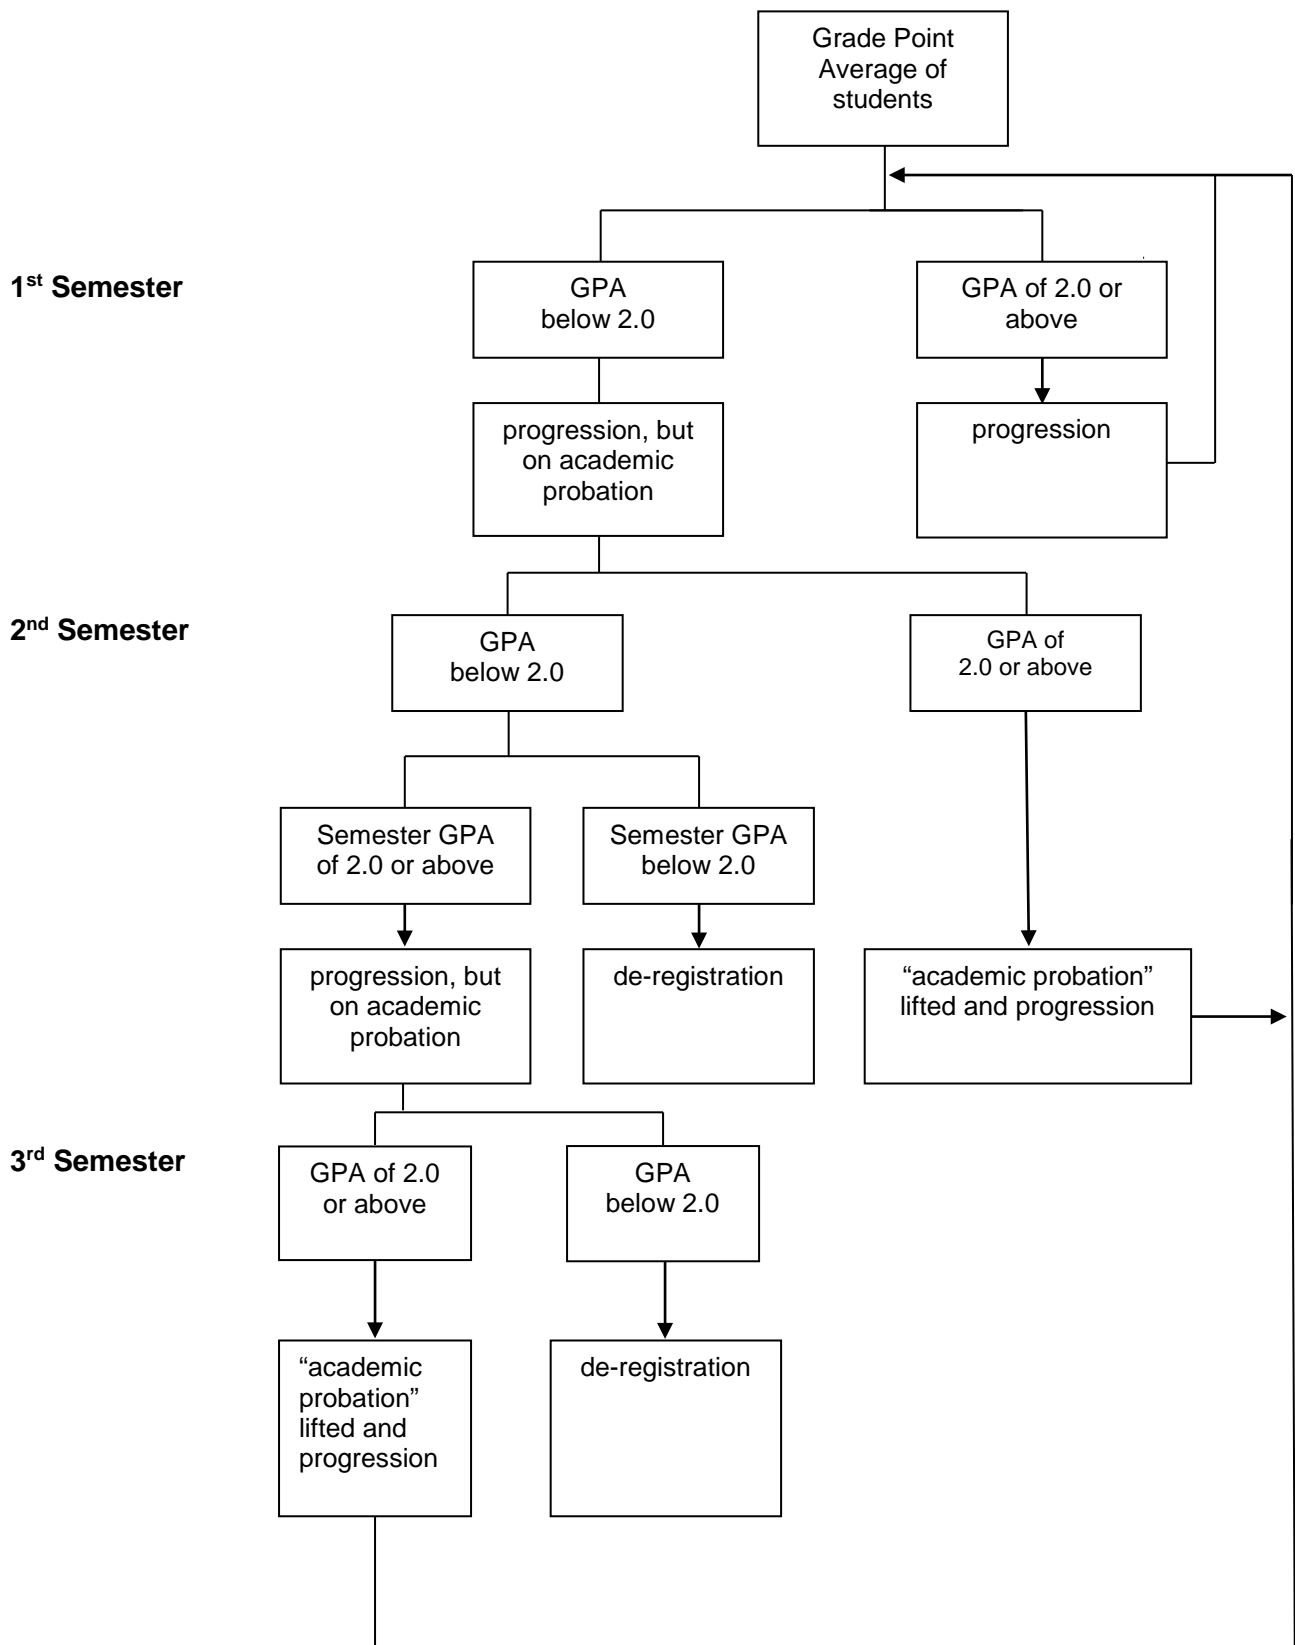 Grade Point
Average of
students
1st Semester
GPA
below 2.0
GPA of 2.0 or
above
progression, but
on academic
probation
progression
2nd Semester
GPA
below 2.0
GPA of
2.0 or above
Semester GPA
of 2.0 or above
Semester GPA
below 2.0
progression, but
on academic
probation
de-registration
“academic probation”
lifted and progression
3rd Semester
GPA of 2.0
or above
GPA
below 2.0
“academic
probation”
lifted and
progression
de-registration